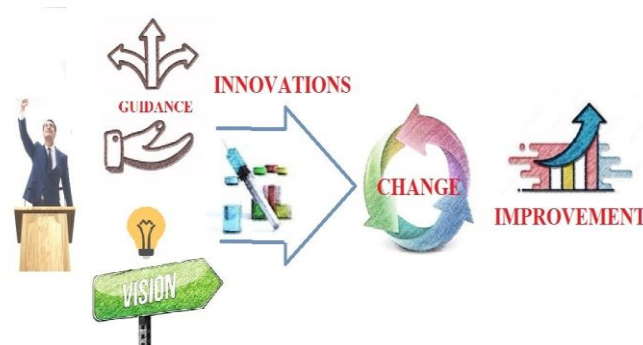 INNOVATIONS
GUIDANCE
CHANGE
IMPROVEMENT
VISION